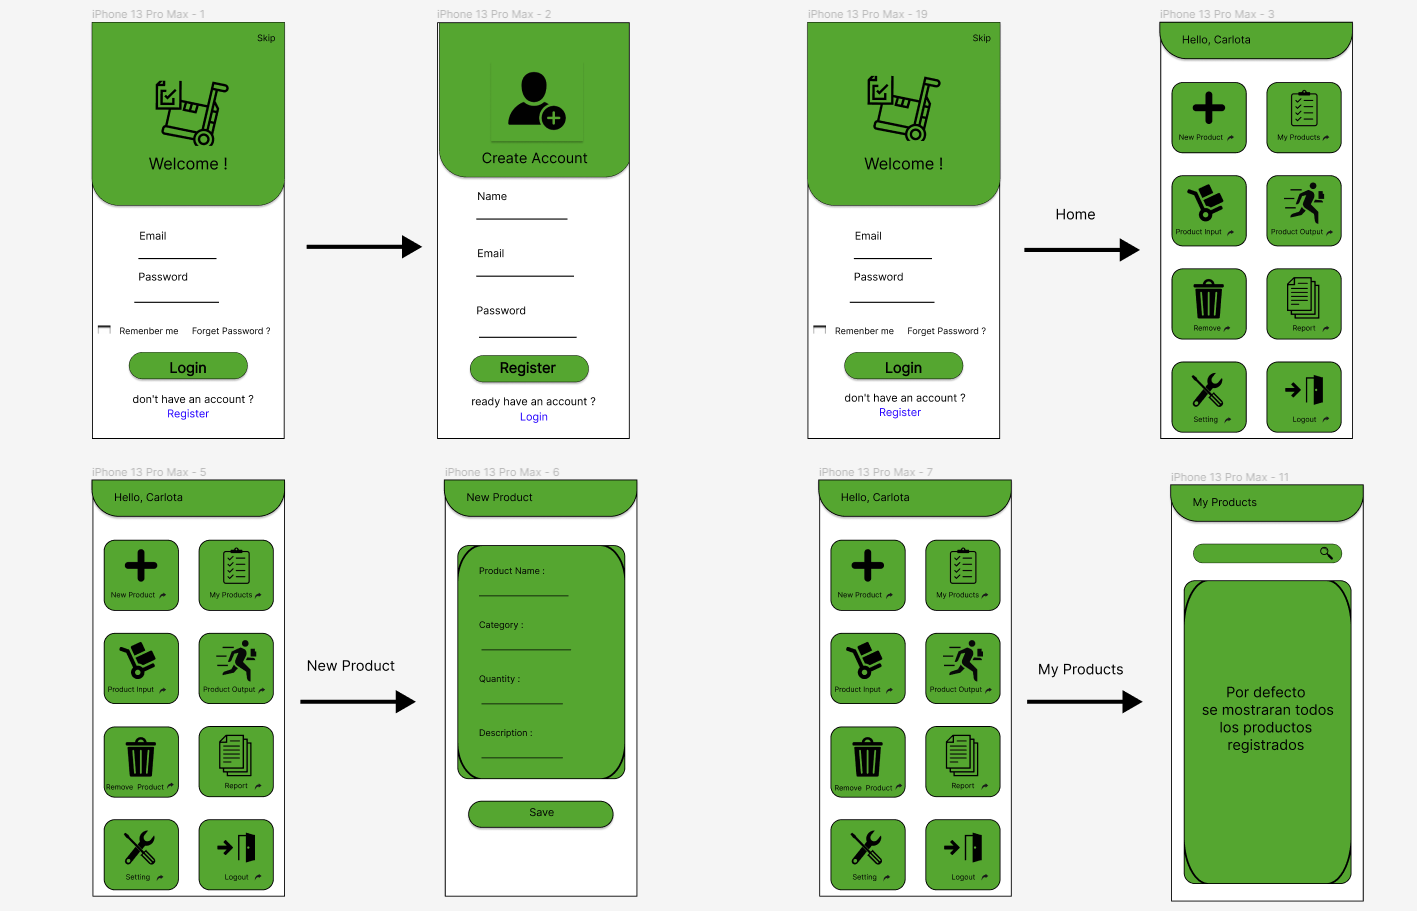 iPhone 13 Pro Max - 1
Skip
Welcome !
Email
Password
Remenber me
Forget Password ?
Login
don't have an account ?
Register
iPhone 13 Pro Max - 2
Create Account
Name
Email
Password
Register
ready have an account ?
Login
iPhone 13 Pro Max - 19
Skip
Welcome !
Email
Password
Remenber me
Forget Password ?
Login
don't have an account ?
Register
Home
iPhone 13 Pro Max - 3
Hello, Carlota
New Product
My Products
Product Input
Product Output
Remove
Report
Setting
Logout
iPhone 13 Pro Max - 5
Hello, Carlota
New Product
My Products
Product Input
Product Output
Remove Product
Report
Setting
Logout
New Product
iPhone 13 Pro Max - 6
New Product
Product Name :
Category :
Quantity :
Description :
Save
iPhone 13 Pro Max - 7
Hello, Carlota
New Product
My Products
Product Input
Product Output
Remove Product
Report
Setting
Logout
My Products
iPhone 13 Pro Max - 11
My Products
Por defecto
se mostraran todos
los productos
registrados